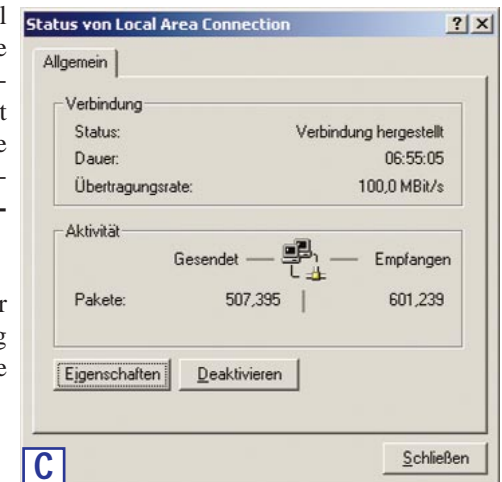 Status von Local Area Connection
Allgemein
Verbindung
Status: Verbindung hergestellt
Dauer: 06:55:05
Übertragungsrate: 100,0 MBit/s
Aktivität
Gesendet Empfangen
Pakete: 507,395 601,239
Eigenschaften Deaktivieren
Schließen
C